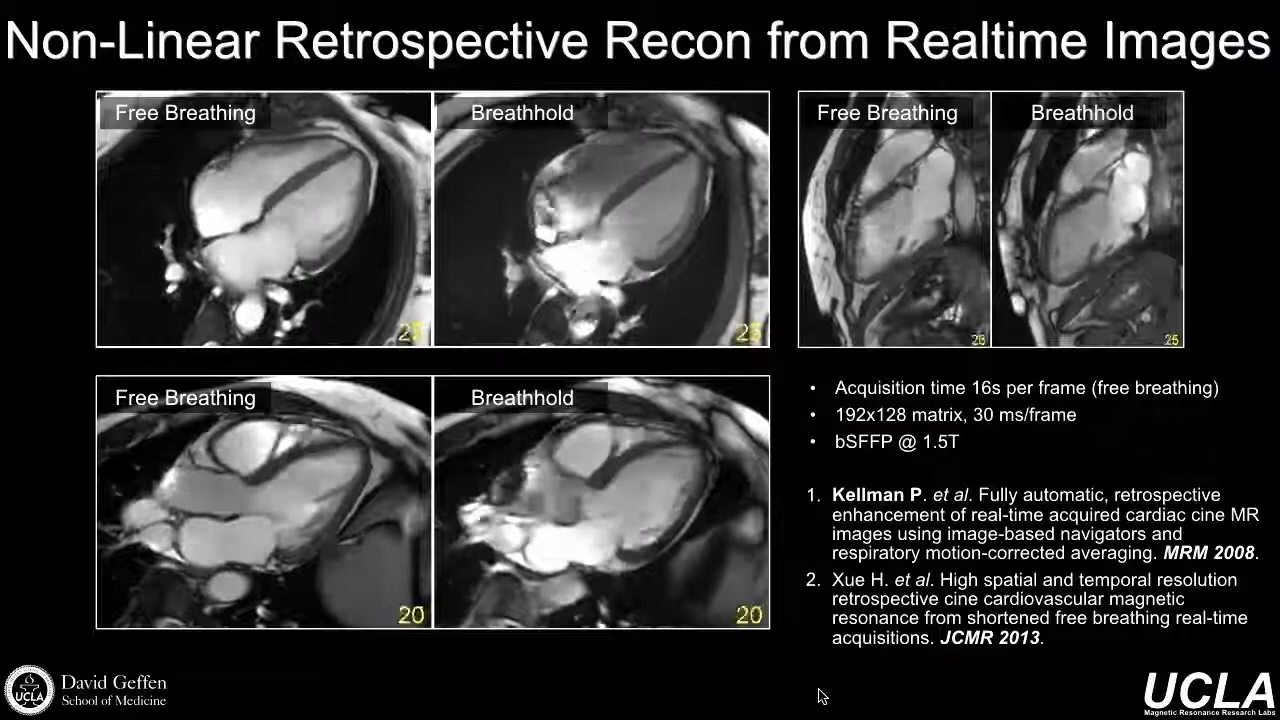 Non-Linear Retrospective Recon from Realtime Images
Free Breathing
Breathhold
25
25
Free Breathing
Breathhold
25
25
Free Breathing
Breathhold
20
20
• Acquisition time 16s per frame (free breathing)
• 192x128 matrix, 30 ms/frame
• bSFFP @ 1.5T
1. Kellman P. et al. Fully automatic, retrospective
enhancement of real-time acquired cardiac cine MR
images using image-based navigators and
respiratory motion-corrected averaging. MRM 2008.
2. Xue H. et al. High spatial and temporal resolution
retrospective cine cardiovascular magnetic
resonance from shortened free breathing real-time
acquisitions. JCMR 2013.
UCLA
David Geffen
School of Medicine
UCLA
Magnetic Resonance Research Labs